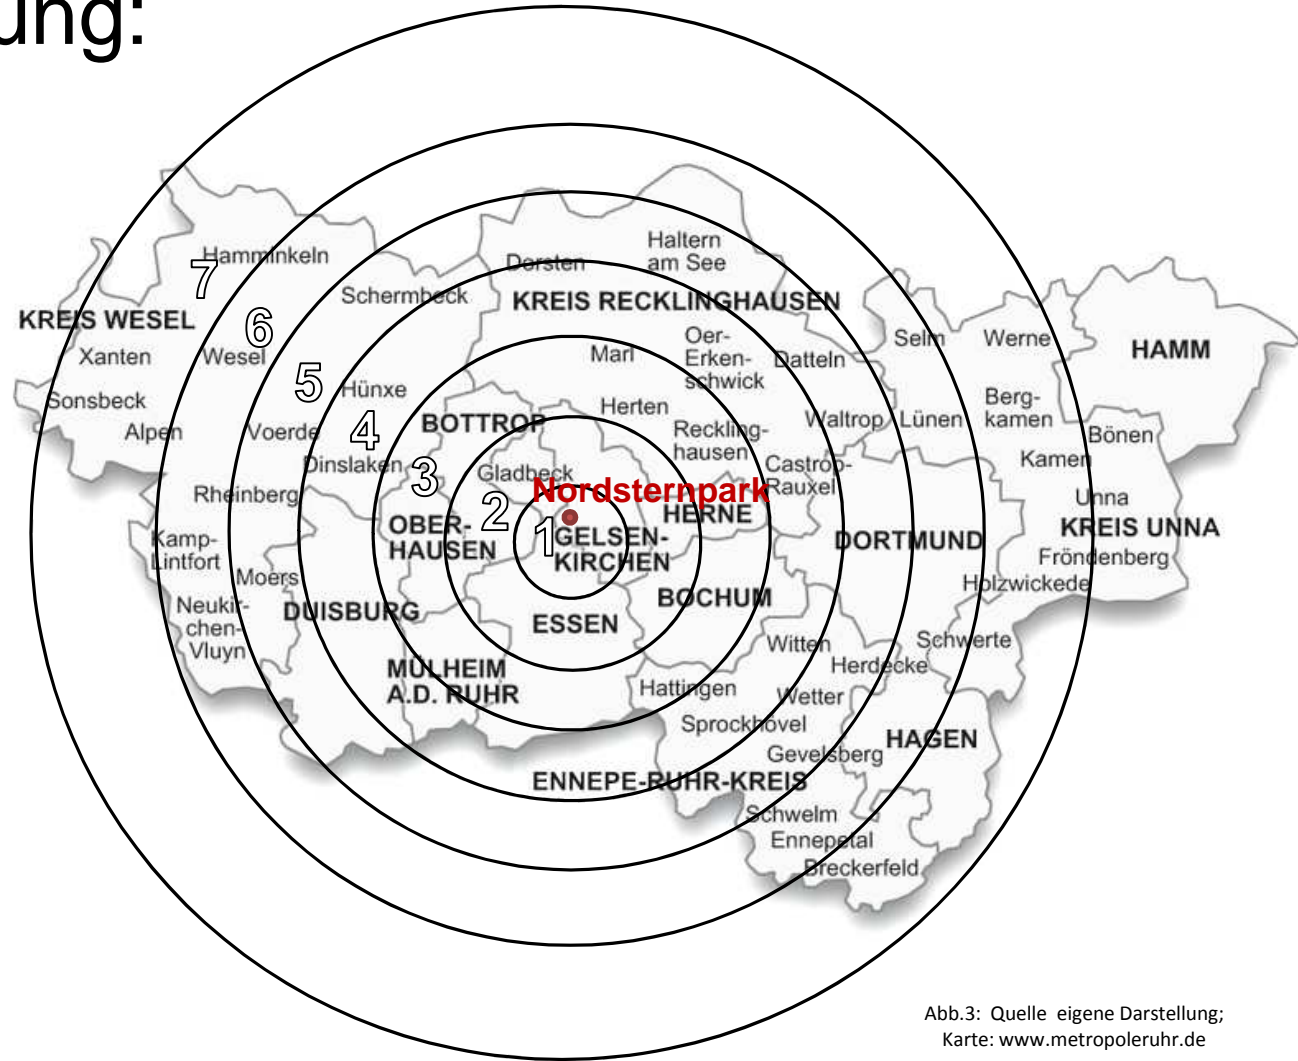 ung:
Hamminkeln
Haltern
am See
Dorsten
7
Schermbeck
KREIS RECKLINGHAUSEN
KREIS WESEL
6
Selm
Werne
Oer-
Erken-
schwick
HAMM
Xanten
Wesel
Marl
Datteln
5
Hünxe
Sonsbeck
Berg-
kamen
Herten
Alpen
Voerde
4
BOTTROP
Reckling-
hausen
Waltrop
Lünen
Bönen
Dinslaken
3
Gladbeck
Castrop-
Rauxel
Kamen
Rheinberg
Nordsternpark
Unna
2
HERNE
KREIS UNNA
OBER-
HAUSEN
1
GELSEN-
KIRCHEN
DORTMUND
Kamp-
Lintfort
Fröndenberg
Moers
Holzwickede
Neukir-
chen-
Vluyn
DUISBURG
BOCHUM
ESSEN
Witten
Schwerte
Herdecke
MÜLHEIM
A.D. RUHR
Hattingen
Wetter
Sprockhövel
HAGEN
Gevelsberg
ENNEPE-RUHR-KREIS
Schwelm
Ennepetal
Breckerfeld
Abb.3: Quelle eigene Darstellung;
Karte: www.metropoleruhr.de